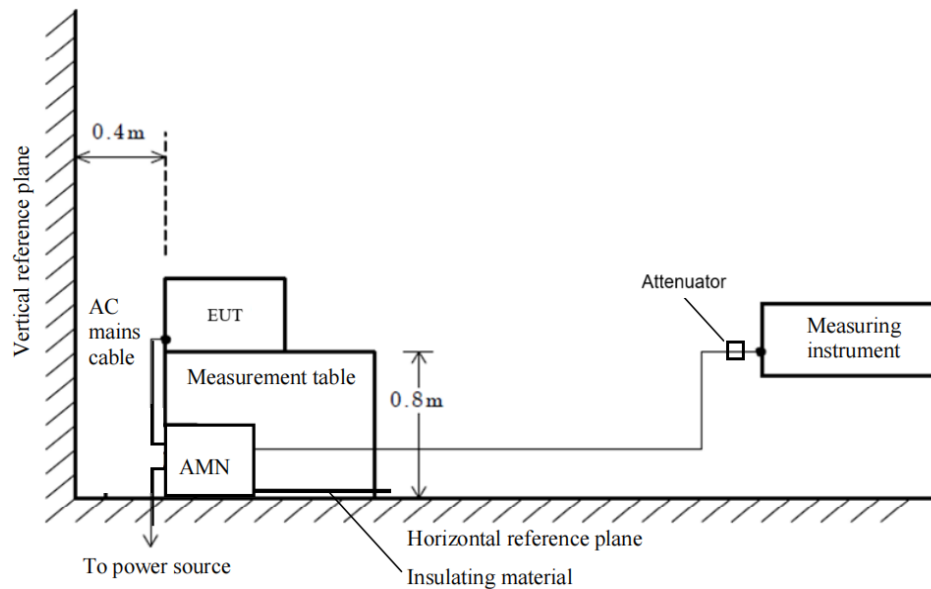 Vertical reference plane
0.4m
AC
mains
cable
EUT
Measurement table
0.8m
AMN
Attenuator
Measuring
instrument
Horizontal reference plane
To power source
Insulating material